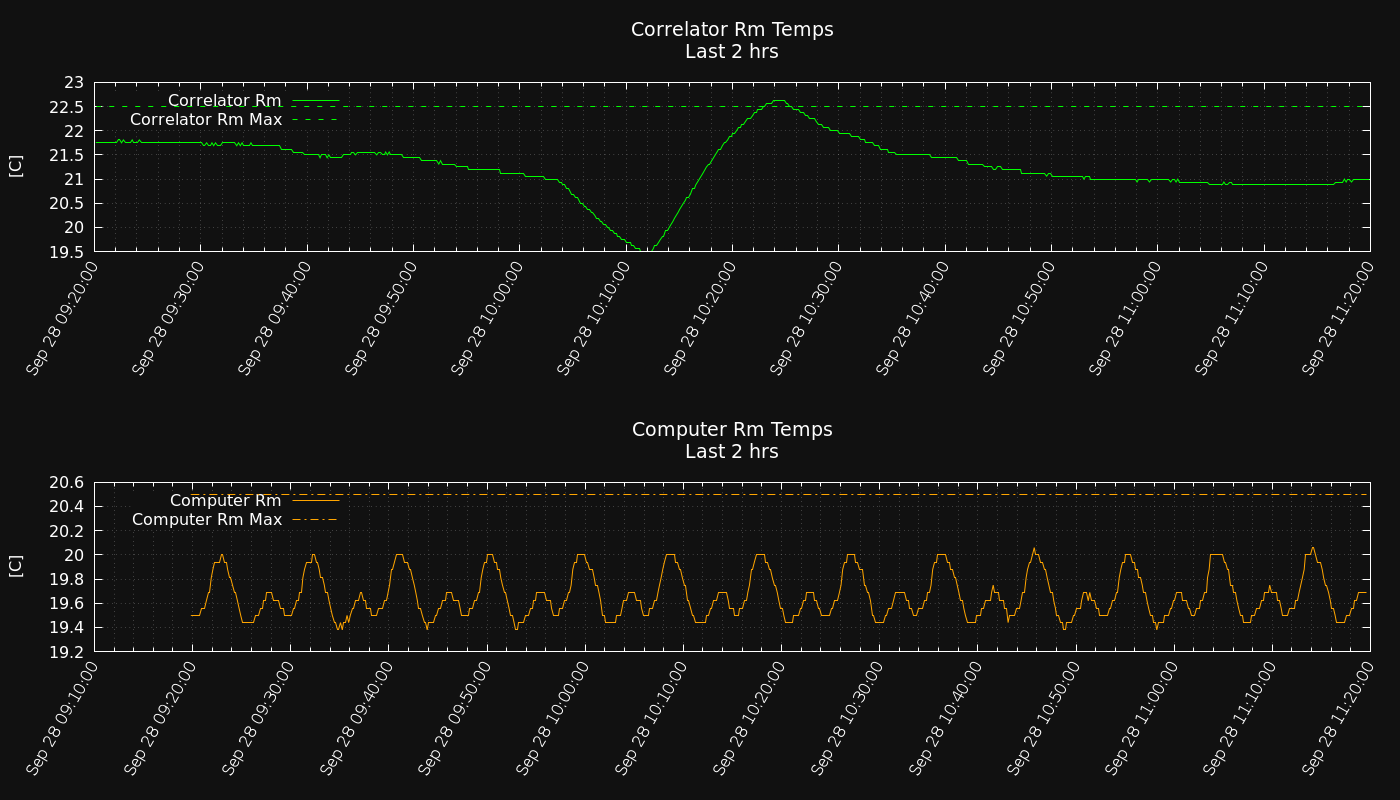 Correlator Rm Temps
Last 2 hrs
23
22.5
22
21.5
21
20.5
20
19.5
[C]
Correlator Rm
Correlator Rm Max
Sep 28 09:20:00
Sep 28 09:30:00
Sep 28 09:40:00
Sep 28 09:50:00
Sep 28 10:00:00
Sep 28 10:10:00
Sep 28 10:20:00
Sep 28 10:30:00
Sep 28 10:40:00
Sep 28 10:50:00
Sep 28 11:00:00
Sep 28 11:10:00
Sep 28 11:20:00
Computer Rm Temps
Last 2 hrs
20.6
20.4
20.2
20
19.8
19.6
19.4
19.2
[C]
Computer Rm
Computer Rm Max
Sep 28 09:10:00
Sep 28 09:20:00
Sep 28 09:30:00
Sep 28 09:40:00
Sep 28 09:50:00
Sep 28 10:00:00
Sep 28 10:10:00
Sep 28 10:20:00
Sep 28 10:30:00
Sep 28 10:40:00
Sep 28 10:50:00
Sep 28 11:00:00
Sep 28 11:10:00
Sep 28 11:20:00